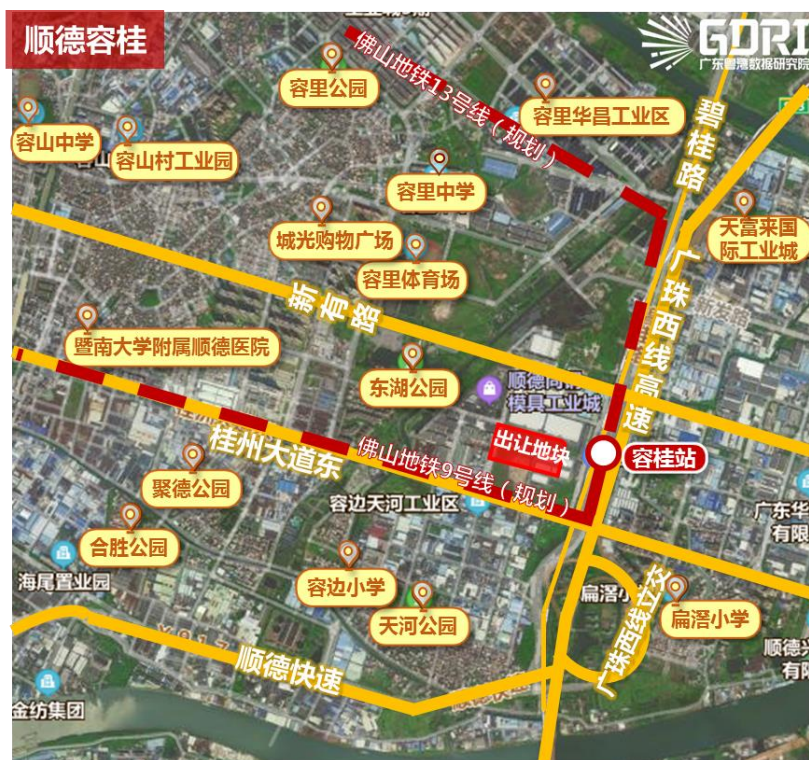 顺德容桂
GDRI
广东粤港数据研究院
佛山地铁13号线（规划）
容里公园
容里华昌工业区
碧桂路
容山中学
容山村工业园
容里中学
天富来国
际工业城
城光购物广场
容里体育场
广珠西线高速
新有路
暨南大学附属顺德医院
东湖公园
模具工业城
出让地块
容桂站
桂州大道东
佛山地铁9号线（规划）
聚德公园
容边天河工业区
广东华
有限
合胜公园
海尾置业园
容边小学
扁滘小
天河公园
扁滘小学
广珠西线立交
顺德快速
顺德兴
有限
金纺集团